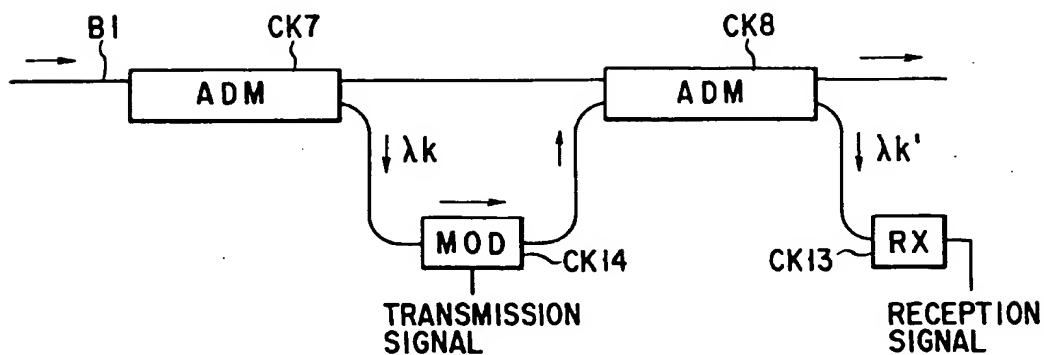 B1
CK7
CK8
ADM
ADM
λk
λk'
MOD
CK14
CK13
RX
TRANSMISSION
SIGNAL
RECEPTION
SIGNAL